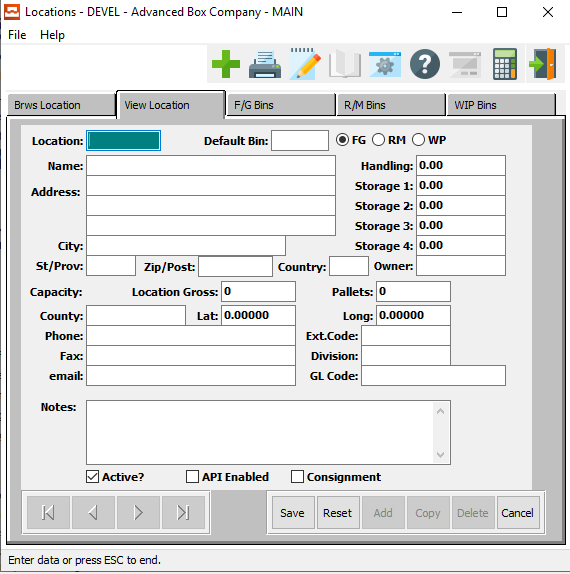 Locations - DEVEL - Advanced Box Company - MAIN
File Help
Brws Location View Location F/G Bins R/M Bins WIP Bins
Location: Default Bin: FG RM WP
Name: Handling: 0.00
Address: Storage 1: 0.00
Storage 2: 0.00
Storage 3: 0.00
City: Storage 4: 0.00
St/Prov: Zip/Post: Country: Owner:
Capacity: Location Gross: 0 Pallets: 0
County: Lat: 0.00000 Long: 0.00000
Phone: Ext.Code:
Fax: Division:
email: GL Code:
Notes:
Active? API Enabled Consignment
Save Reset Add Copy Delete Cancel
Enter data or press ESC to end.